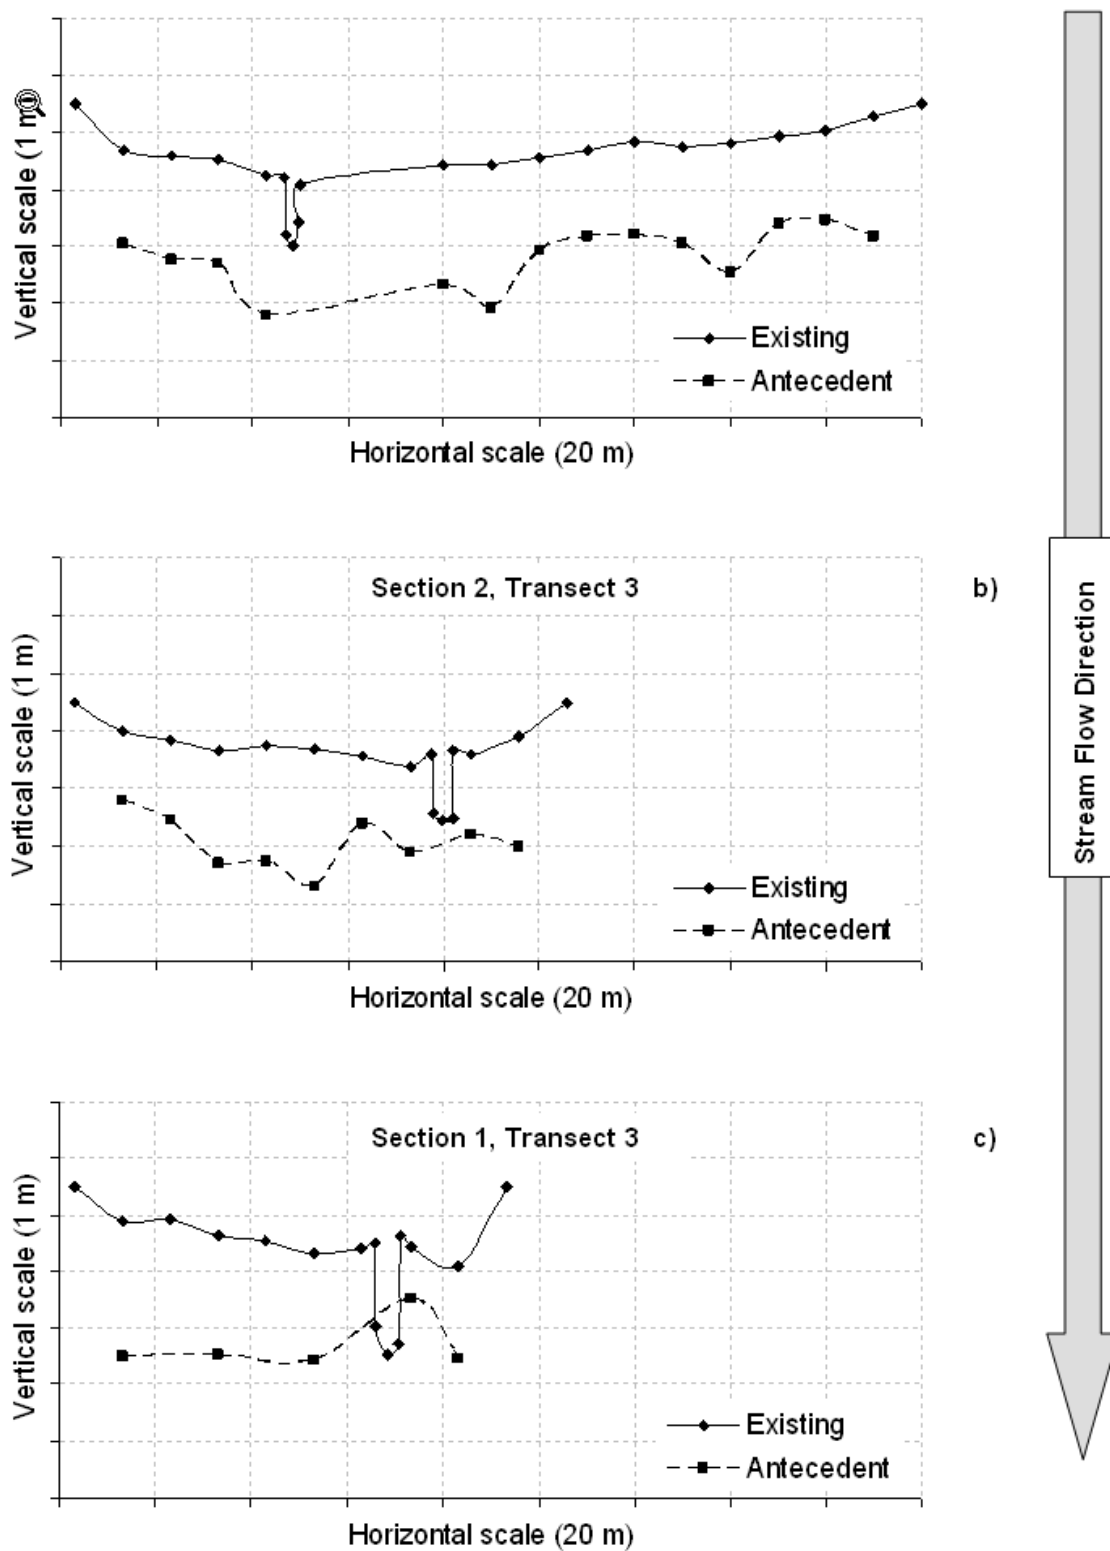 Vertical scale (1 m
Existing
Antecedent
Horizontal scale (20 m)
Section 2, Transect 3
b)
Vertical scale (1 m)
Stream Flow Direction
Existing
Antecedent
Horizontal scale (20 m)
Section 1, Transect 3
c)
Vertical scale (1 m)
Existing
Antecedent
Horizontal scale (20 m)